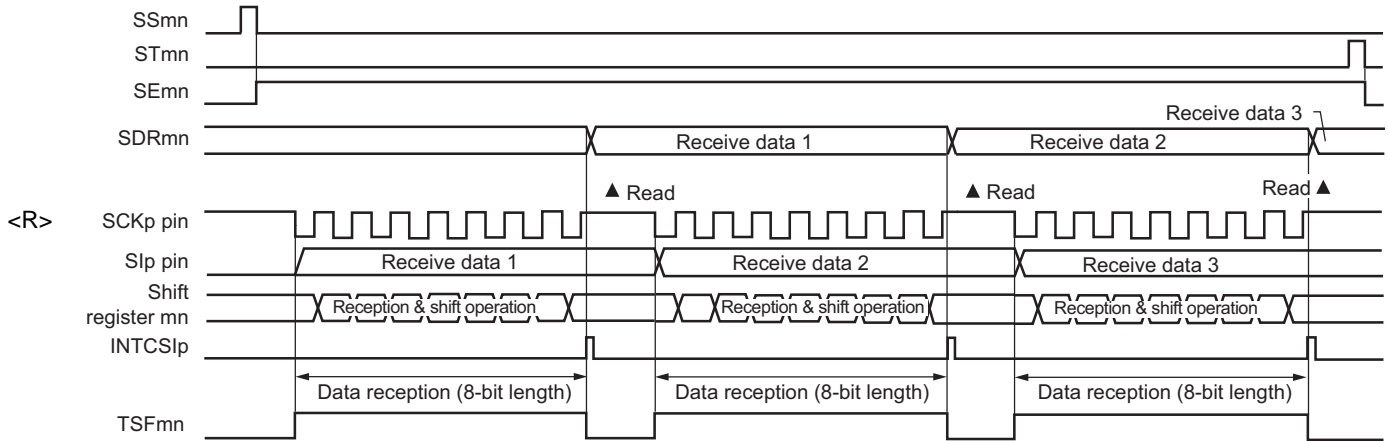 SSmn
STmn
SEmn
Receive data 3
SDRmn
Receive data 1
Receive data 2
▲ Read
▲ Read
Read ▲
<R>
SCKp pin
SIp pin
Receive data 1
Receive data 2
Receive data 3
Shift
register mn
Reception & shift operation
Reception & shift operation
Reception & shift operation
INTCSIp
Data reception (8-bit length)
Data reception (8-bit length)
Data reception (8-bit length)
TSFmn